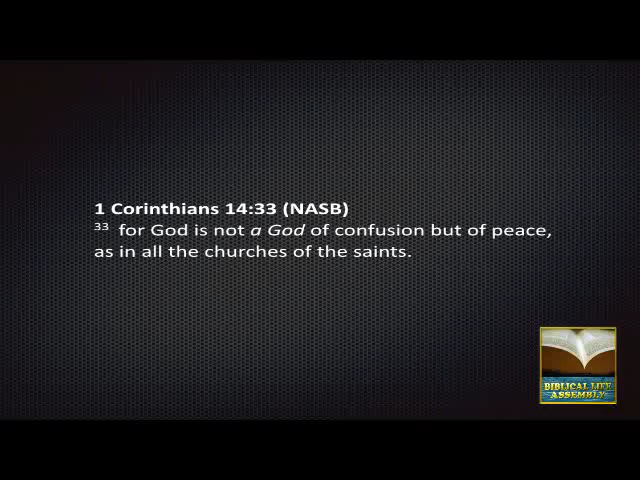 1 Corinthians 14:33 (NASB)
33 for God is not a God of confusion but of peace,
as in all the churches of the saints.
BIBLICAL LIFE
ASSEMBLY